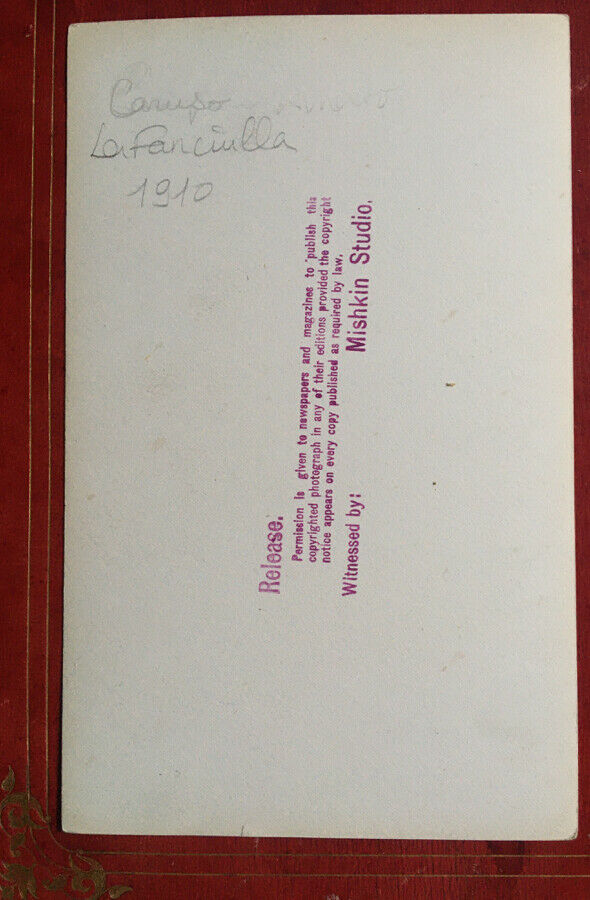 Caruso
La Fanciulla
1910
Release.
Permission is given to newspapers and magazines to publish this
copyrighted photograph in any of their editions provided the copyright
notice appears on every copy published as required by law.
Witnessed by: Mishkin Studio.